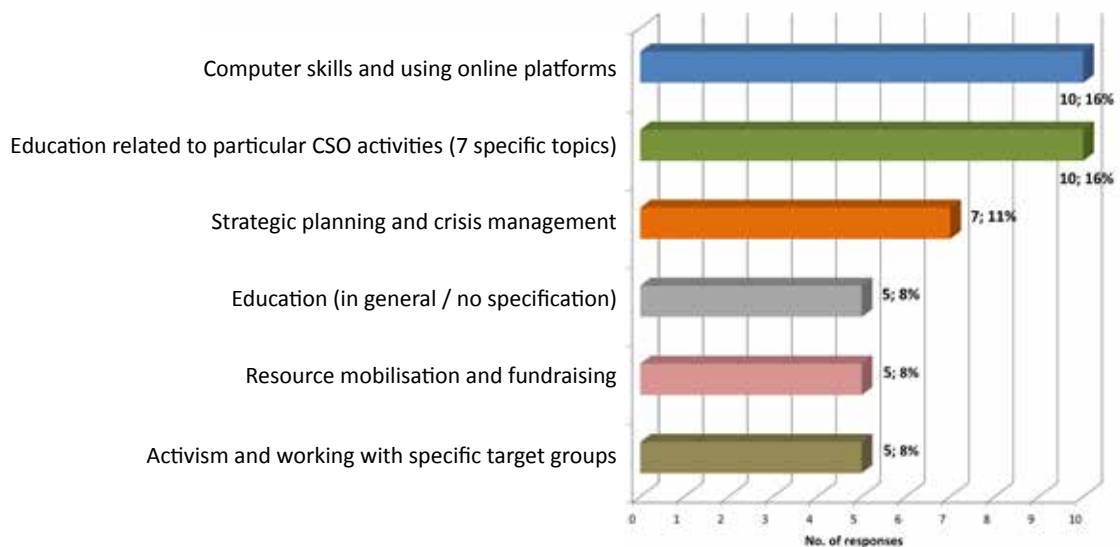 Computer skills and using online platforms
10; 16%
Education related to particular CSO activities (7 specific topics)
10; 16%
Strategic planning and crisis management
7; 11%
Education (in general / no specification)
5; 8%
Resource mobilisation and fundraising
5; 8%
Activism and working with specific target groups
5; 8%
0 1 2 3 4 5 6 7 8 9 10
No. of responses